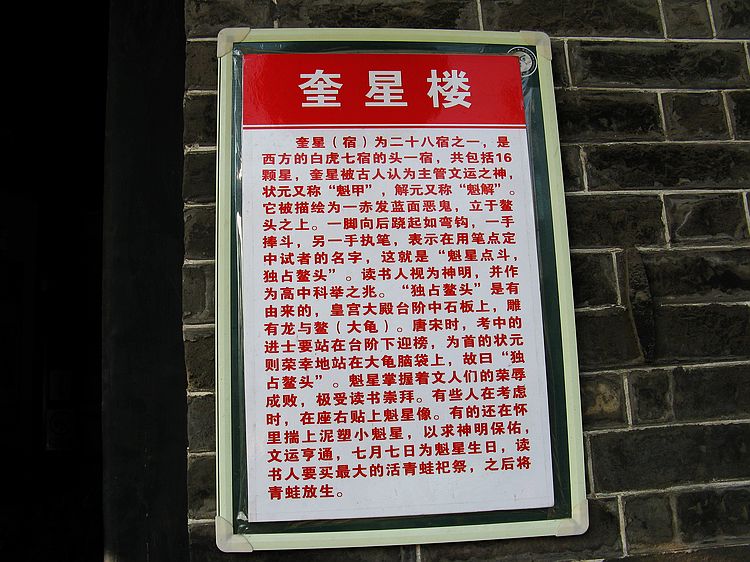 奎星楼
奎星（宿）为二十八宿之一，是
西方的白虎七宿的头一宿，共包括16
颗星，奎星被古人认为主管文运之神，
状元又称“魁甲”，解元又称“魁解”。
它被描绘为一赤发蓝面恶鬼，立于鳌
头之上。一脚向后跷起如弯钩，一手
捧斗，另一手执笔，表示在用笔点定
中试者的名字，这就是“魁星点斗，
独占鳌头”。读书人视为神明，并作
为高中科举之兆。“独占鳌头”是有
由来的，皇宫大殿台阶中石板上，雕
有龙与鳌（大龟）。唐宋时，考中的
进士要站在台阶下迎榜，为首的状元
则荣幸地站在大龟脑袋上，故曰“独
占鳌头”。魁星掌握着文人们的荣辱
成败，极受读书崇拜。有些人在考虑
时，在座右贴上魁星像。有的还在怀
里揣上泥塑小魁星，以求神明保佑，
文运亨通，七月七日为魁星生日，读
书人要买最大的活青蛙祀祭，之后将
青蛙放生。